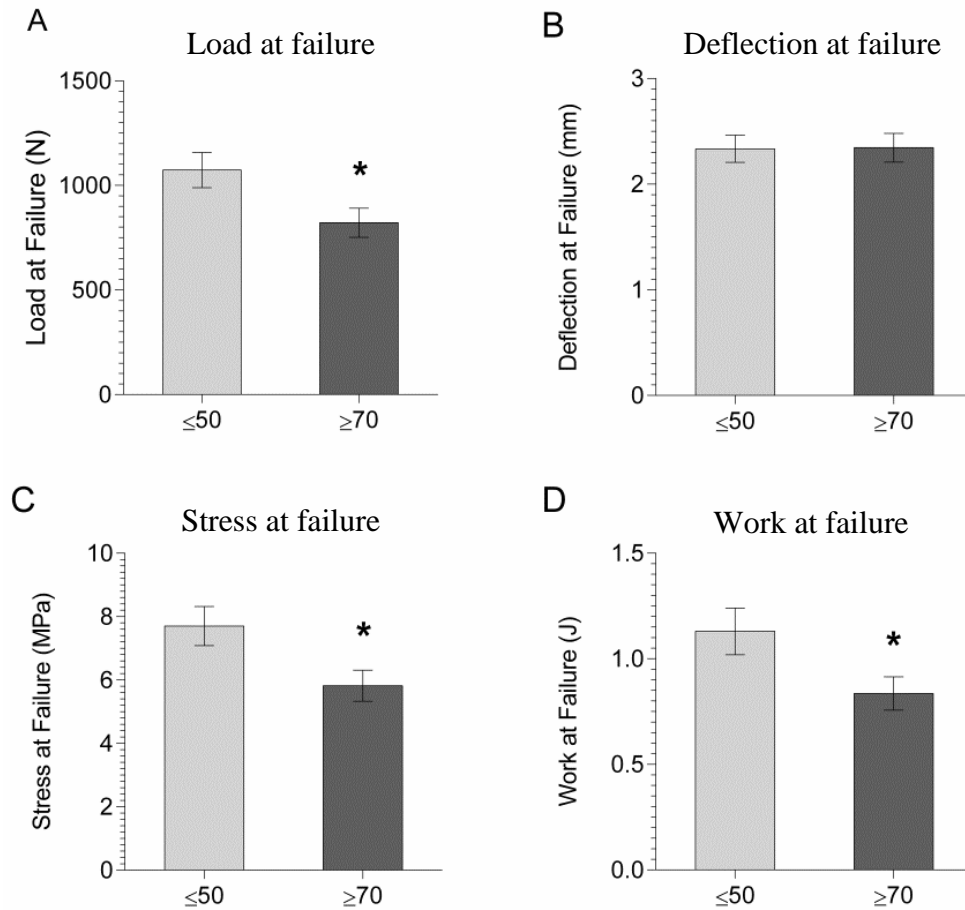 A
Load at failure
Load at Failure (N)
1500
1000
500
0
*
≤50
≥70
B
Deflection at failure
Deflection at Failure (mm)
3
2
1
0
≤50
≥70
C
Stress at failure
Stress at Failure (MPa)
10
8
6
4
2
0
*
≤50
≥70
D
Work at failure
Work at Failure (J)
1.5
1.0
0.5
0.0
*
≤50
≥70